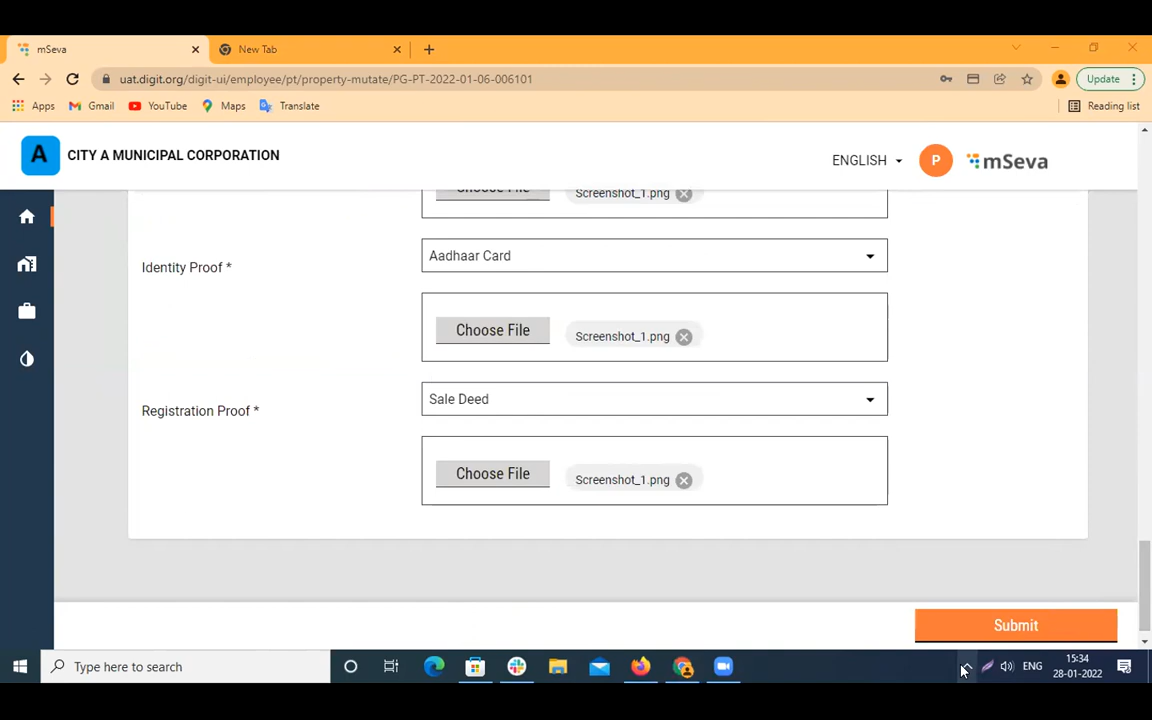 mSeva
New Tab
uat.digit.org/digit-ui/employee/pt/property-mutate/PG-PT-2022-01-06-006101
Update
Apps
Gmail
YouTube
Maps
Translate
Reading list
A
CITY A MUNICIPAL CORPORATION
ENGLISH
P
mSeva
Choose File
Screenshot_1.png
Identity Proof *
Aadhaar Card
Choose File
Screenshot_1.png
Registration Proof *
Sale Deed
Choose File
Screenshot_1.png
Submit
Type here to search
ENG
15:34
28-01-2022